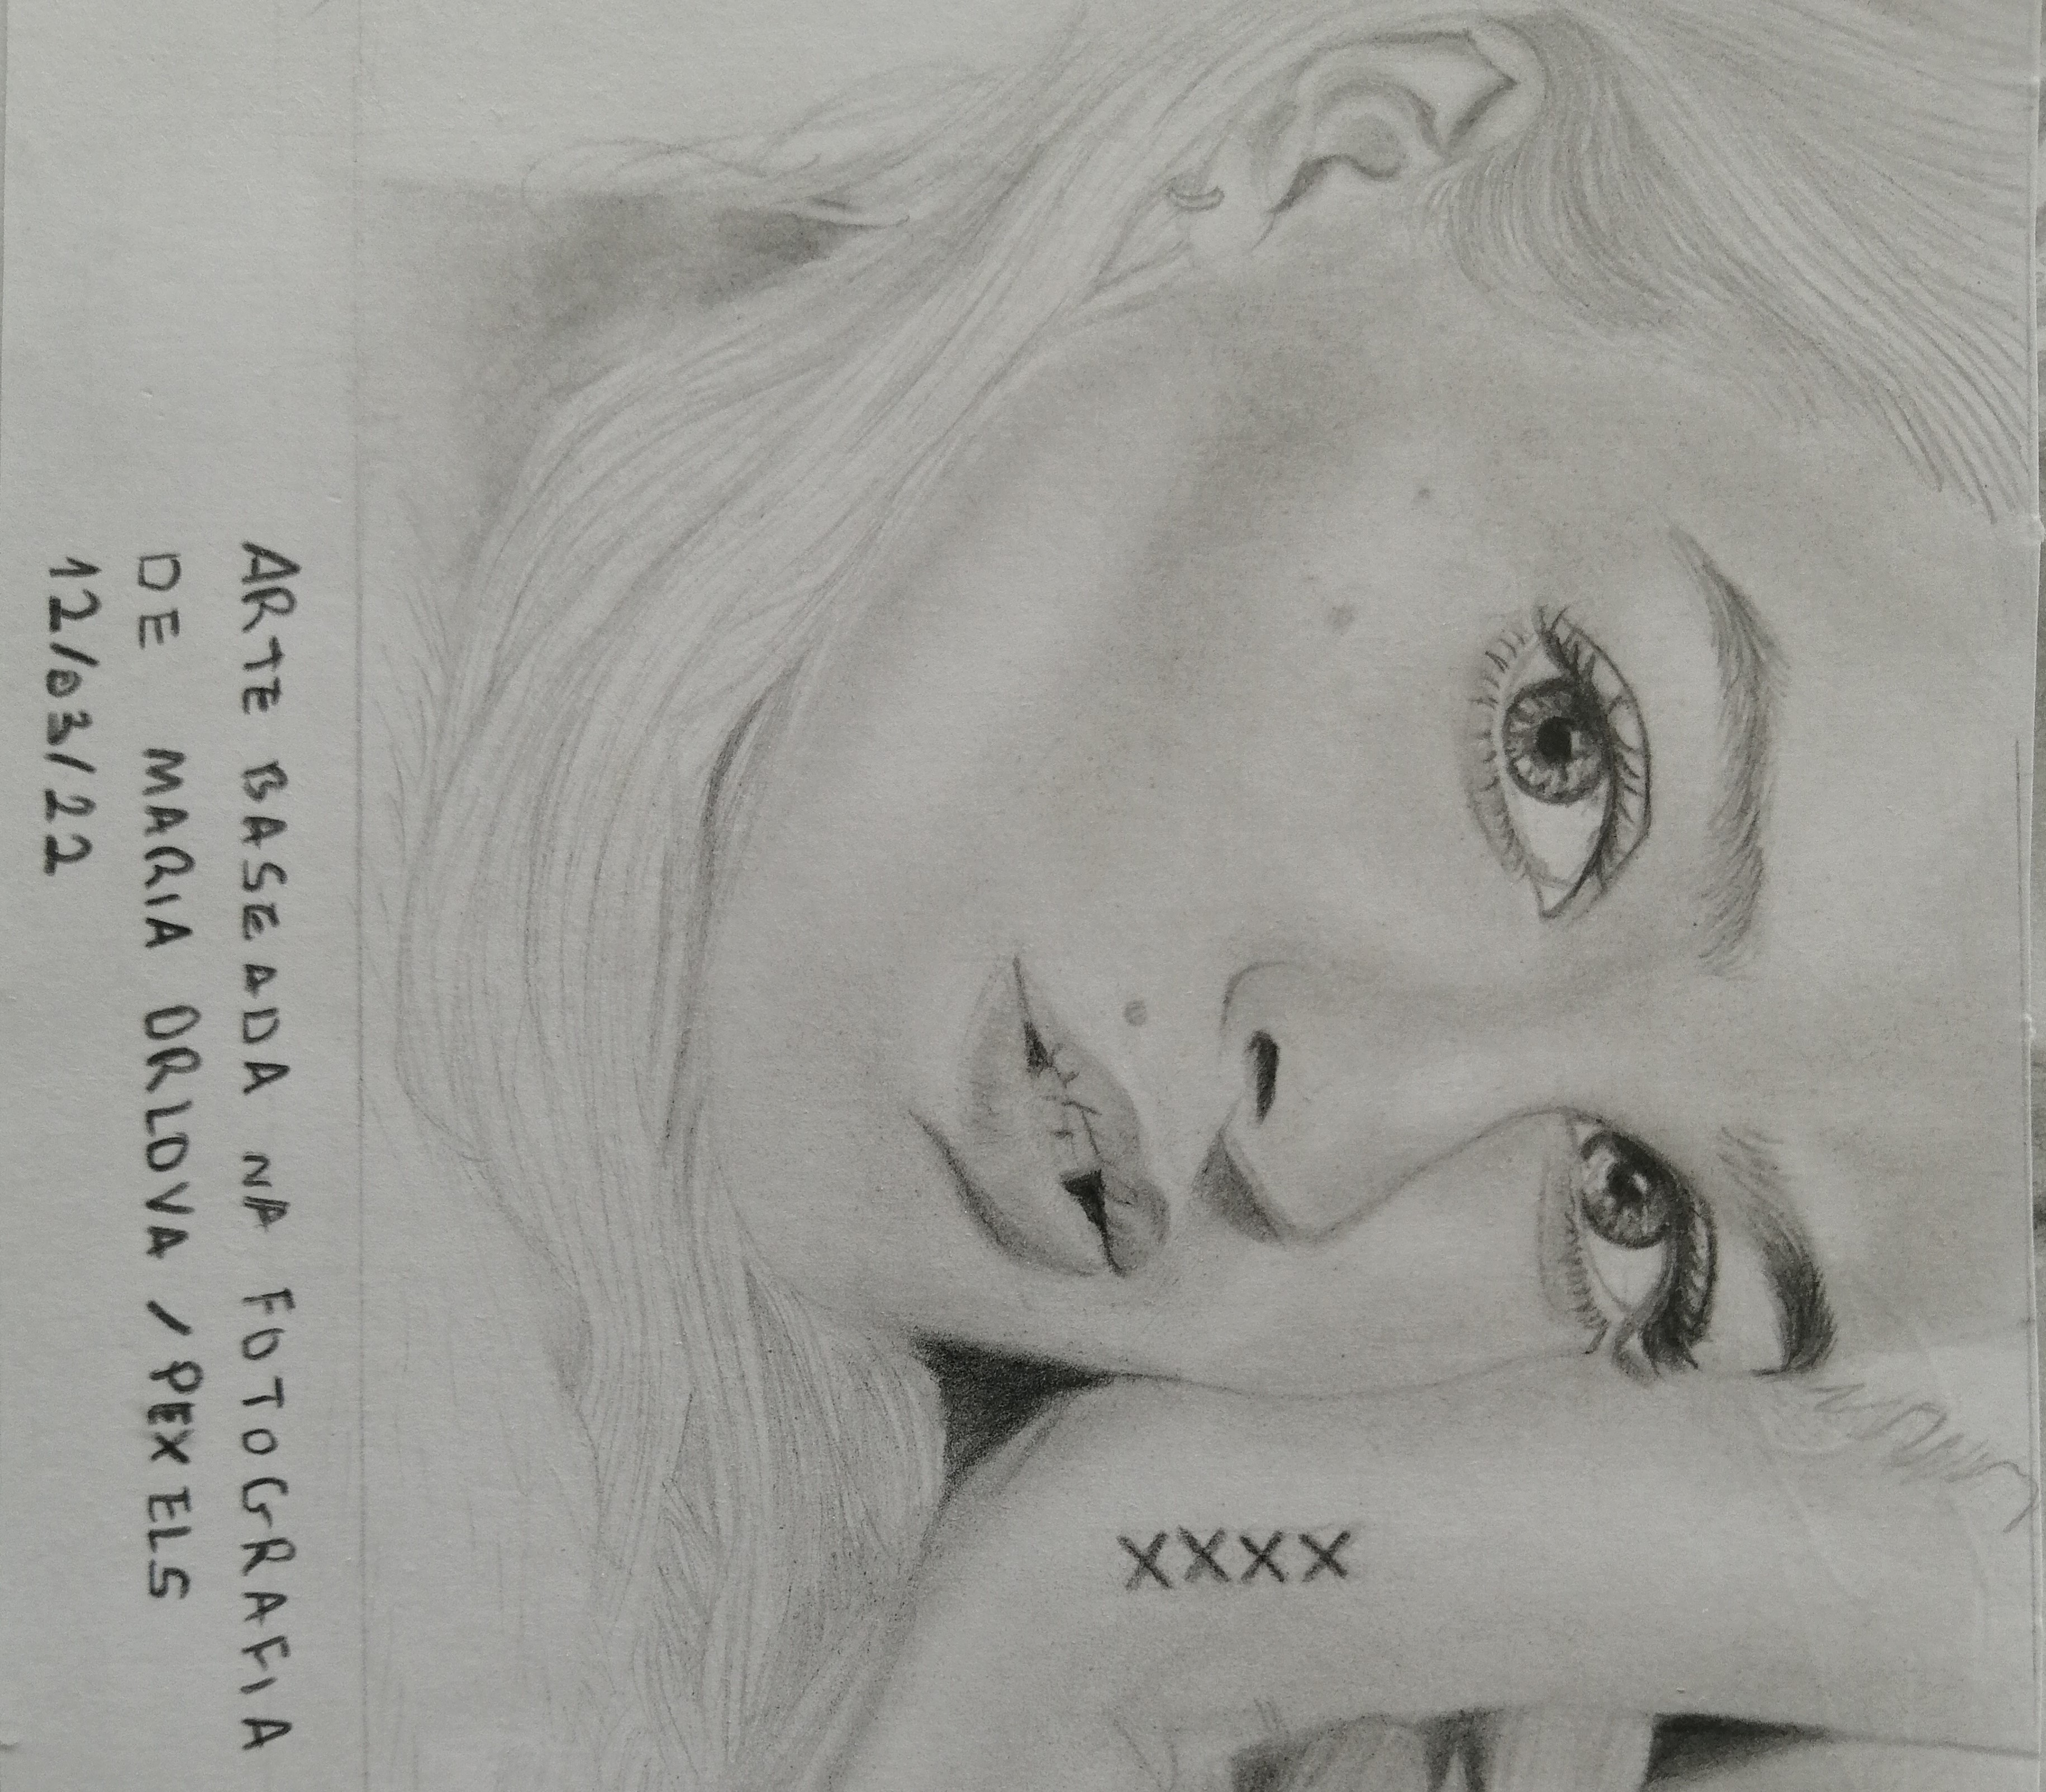 XXXX
ARTE BASEADA NA FOTOGRAFIA
DE MARIA ORLOVA / PEXELS
12/03/22